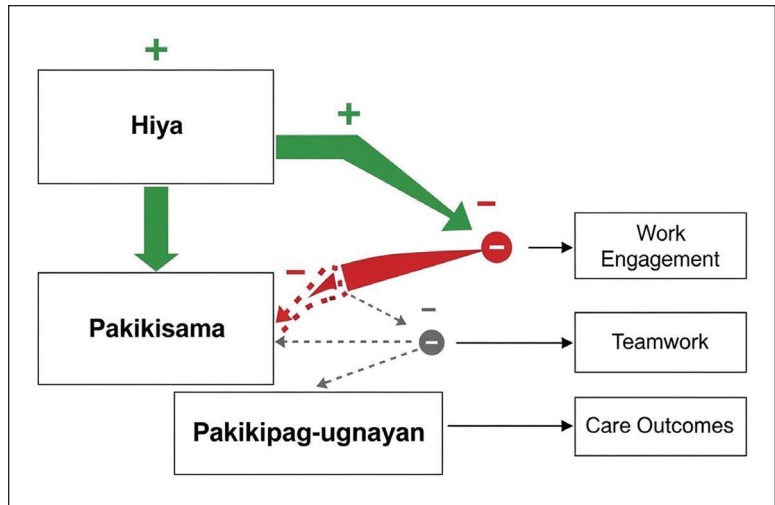 +
Hiya
+
−
−
Work
Engagement
−
Pakikisama
−
−
Teamwork
Pakikipag-ugnayan
Care Outcomes